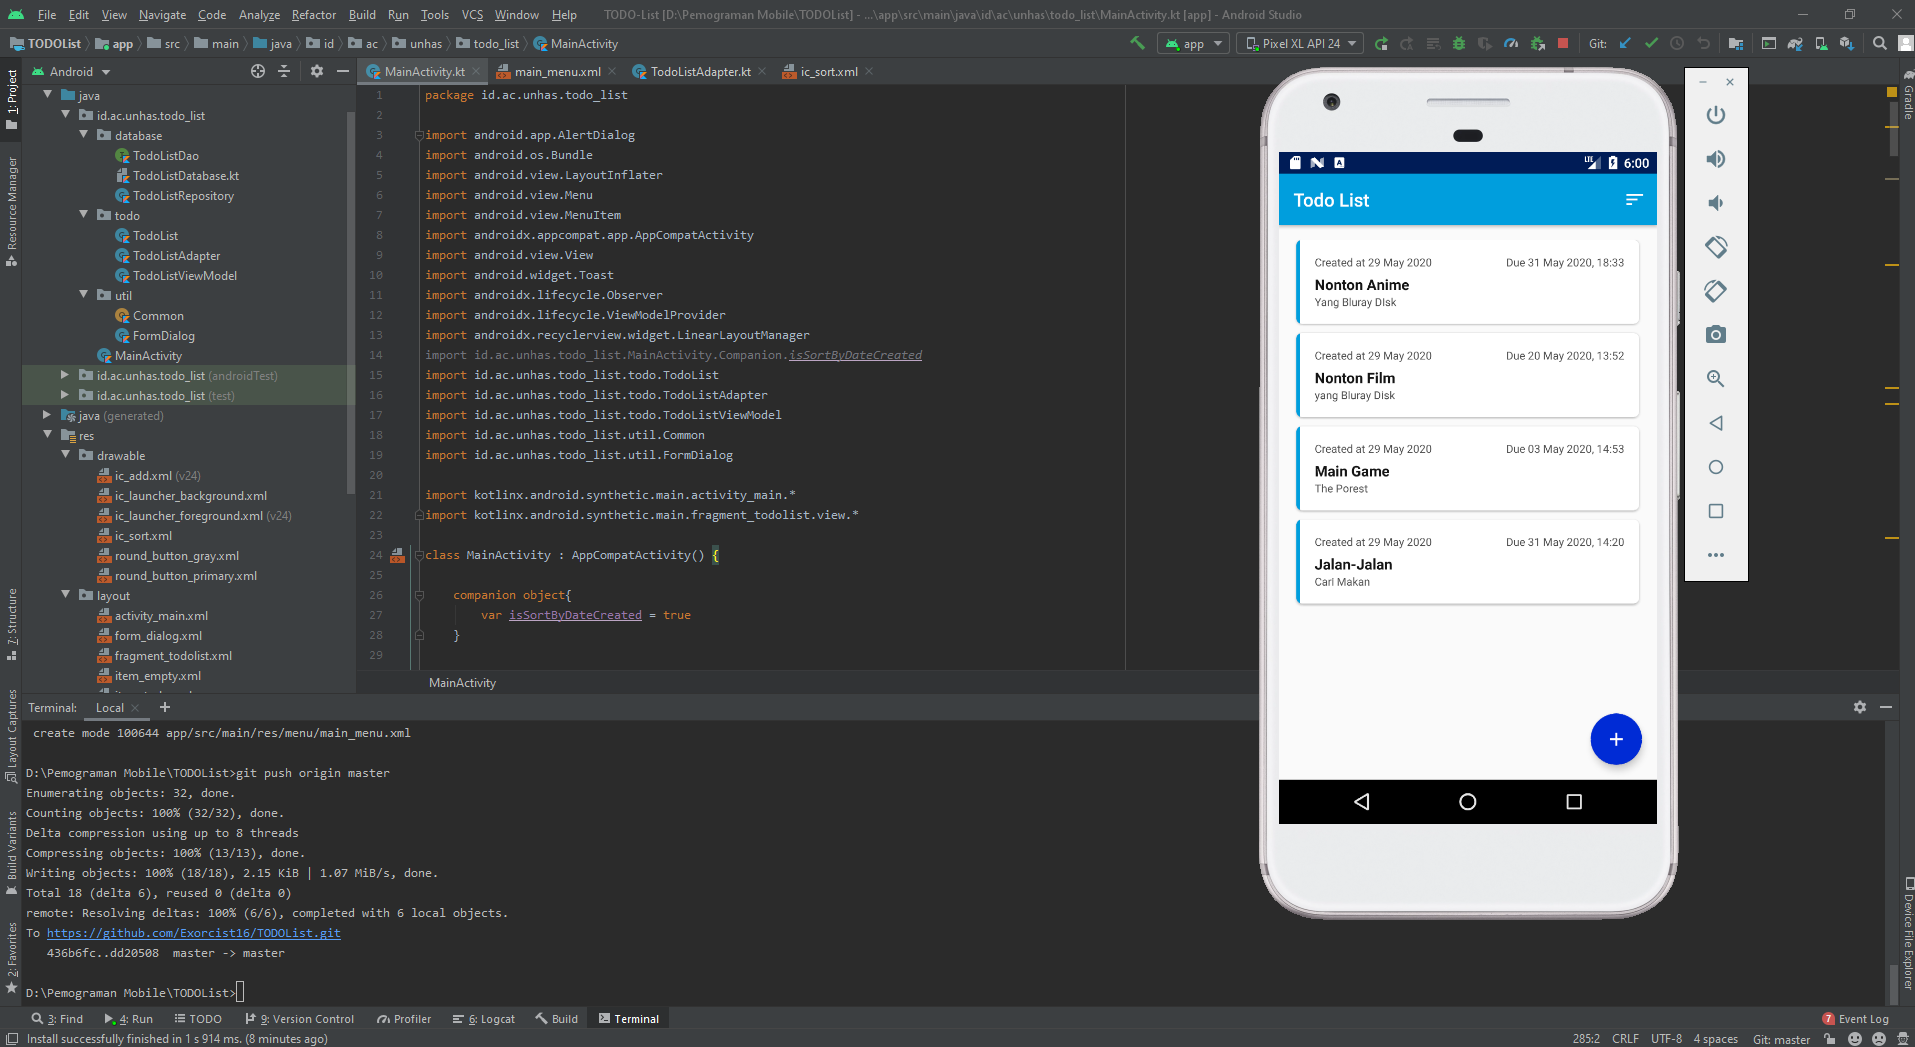 File Edit View Navigate Code Analyze Refactor Build Run Tools VCS Window Help TODO-List [D:\Pemograman Mobile\TODOList] - ...\app\src\main\java\id\ac\unhas\todo_list\MainActivity.kt [app] - Android Studio
TODOList app src main java id ac unhas todo_list MainActivity app Pixel XL API 24 Git:
Android MainActivity.kt main_menu.xml TodoListAdapter.kt ic_sort.xml
1: Project
Resource Manager
7: Structure
Layout Captures
Build Variants
2: Favorites
java
id.ac.unhas.todo_list
database
TodoListDao
TodoListDatabase.kt
TodoListRepository
todo
TodoList
TodoListAdapter
TodoListViewModel
util
Common
FormDialog
MainActivity
id.ac.unhas.todo_list (androidTest)
id.ac.unhas.todo_list (test)
java (generated)
res
drawable
ic_add.xml (v24)
ic_launcher_background.xml
ic_launcher_foreground.xml (v24)
ic_sort.xml
round_button_gray.xml
round_button_primary.xml
layout
activity_main.xml
form_dialog.xml
fragment_todolist.xml
item_empty.xml
1 package id.ac.unhas.todo_list
2
3 import android.app.AlertDialog
4 import android.os.Bundle
5 import android.view.LayoutInflater
6 import android.view.Menu
7 import android.view.MenuItem
8 import androidx.appcompat.app.AppCompatActivity
9 import android.view.View
10 import android.widget.Toast
11 import androidx.lifecycle.Observer
12 import androidx.lifecycle.ViewModelProvider
13 import androidx.recyclerview.widget.LinearLayoutManager
14 import id.ac.unhas.todo_list.MainActivity.Companion.isSortByDateCreated
15 import id.ac.unhas.todo_list.todo.TodoList
16 import id.ac.unhas.todo_list.todo.TodoListAdapter
17 import id.ac.unhas.todo_list.todo.TodoListViewModel
18 import id.ac.unhas.todo_list.util.Common
19 import id.ac.unhas.todo_list.util.FormDialog
20
21 import kotlinx.android.synthetic.main.activity_main.*
22 import kotlinx.android.synthetic.main.fragment_todolist.view.*
23
24 class MainActivity : AppCompatActivity() {
25
26 companion object{
27 var isSortByDateCreated = true
28 }
29
MainActivity
LTE 6:00
Todo List
Created at 29 May 2020 Due 31 May 2020, 18:33
Nonton Anime
Yang Bluray DIsk
Created at 29 May 2020 Due 20 May 2020, 13:52
Nonton Film
yang Bluray Disk
Created at 29 May 2020 Due 03 May 2020, 14:53
Main Game
The Porest
Created at 29 May 2020 Due 31 May 2020, 14:20
Jalan-Jalan
CarI Makan
+
Gradle
Device File Explorer
Terminal: Local +
create mode 100644 app/src/main/res/menu/main_menu.xml
D:\Pemograman Mobile\TODOList>git push origin master
Enumerating objects: 32, done.
Counting objects: 100% (32/32), done.
Delta compression using up to 8 threads
Compressing objects: 100% (13/13), done.
Writing objects: 100% (18/18), 2.15 KiB | 1.07 MiB/s, done.
Total 18 (delta 6), reused 0 (delta 0)
remote: Resolving deltas: 100% (6/6), completed with 6 local objects.
To https://github.com/Exorcist16/TODOList.git
436b6fc..dd20508 master -> master
D:\Pemograman Mobile\TODOList>
3: Find 4: Run TODO 9: Version Control Profiler 6: Logcat Build Terminal 7 Event Log
Install successfully finished in 1 s 914 ms. (8 minutes ago) 285:2 CRLF UTF-8 4 spaces Git: master